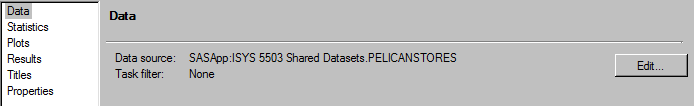 Data
Statistics
Plots
Results
Titles
Properties
Data
Data source: SASApp:ISYS 5503 Shared Datasets.PELICANSTORES
Task filter: None
Edit...